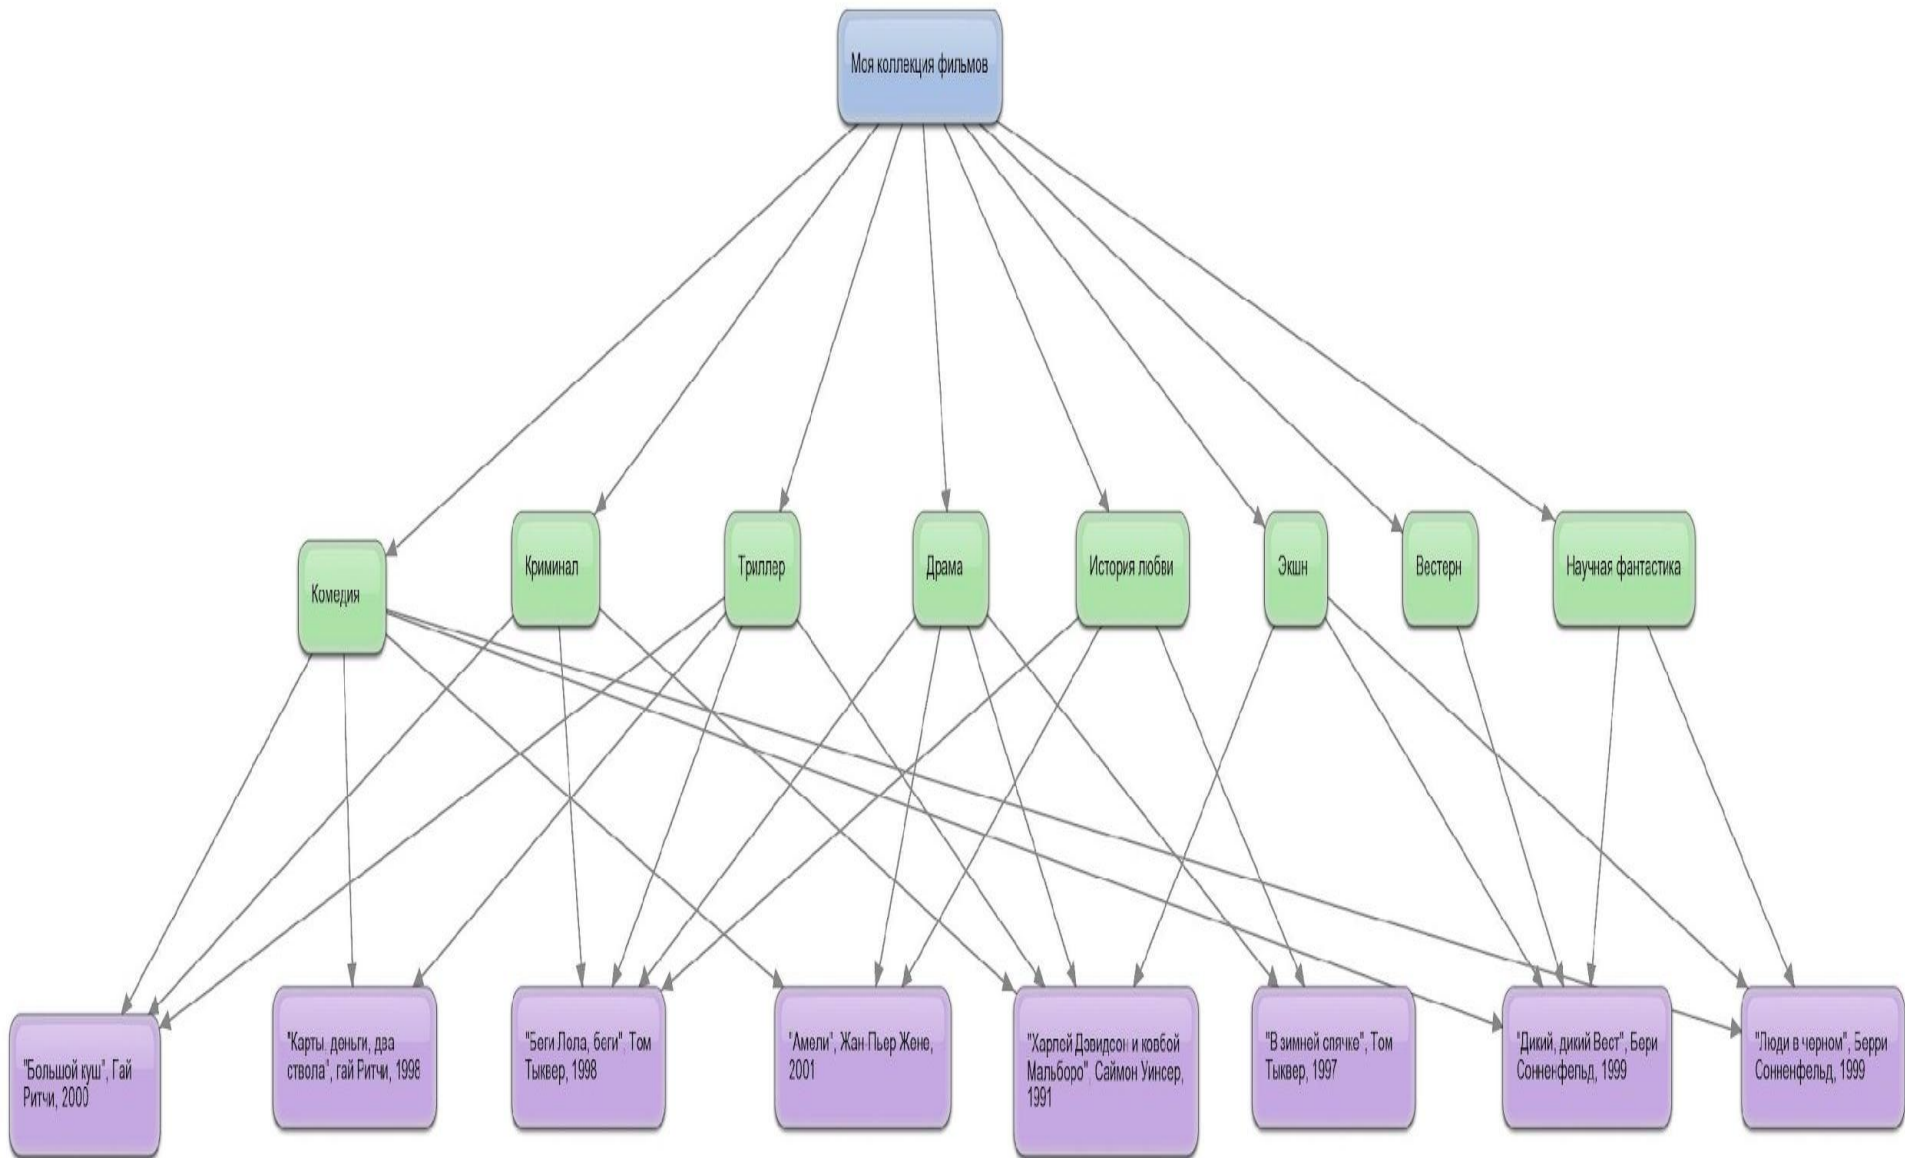 Моя коллекция фильмов
Комедия
Криминал
Триллер
Драма
История любви
Экшн
Вестерн
Научная фантастика
"Большой куш", Гай
Ритчи, 2000
"Карты, деньги, два
ствола", гай Ритчи, 1998
"Беги Лола, беги", Том
Тыквер, 1998
"Амели", Жан-Пьер Жене,
2001
"Харлей Дэвидсон и ковбой
Мальборо", Саймон Уинсер,
1991
"В зимней спячке", Том
Тыквер, 1997
"Дикий, дикий Вест", Бери
Сонненфельд, 1999
"Люди в черном", Берри
Сонненфельд, 1999